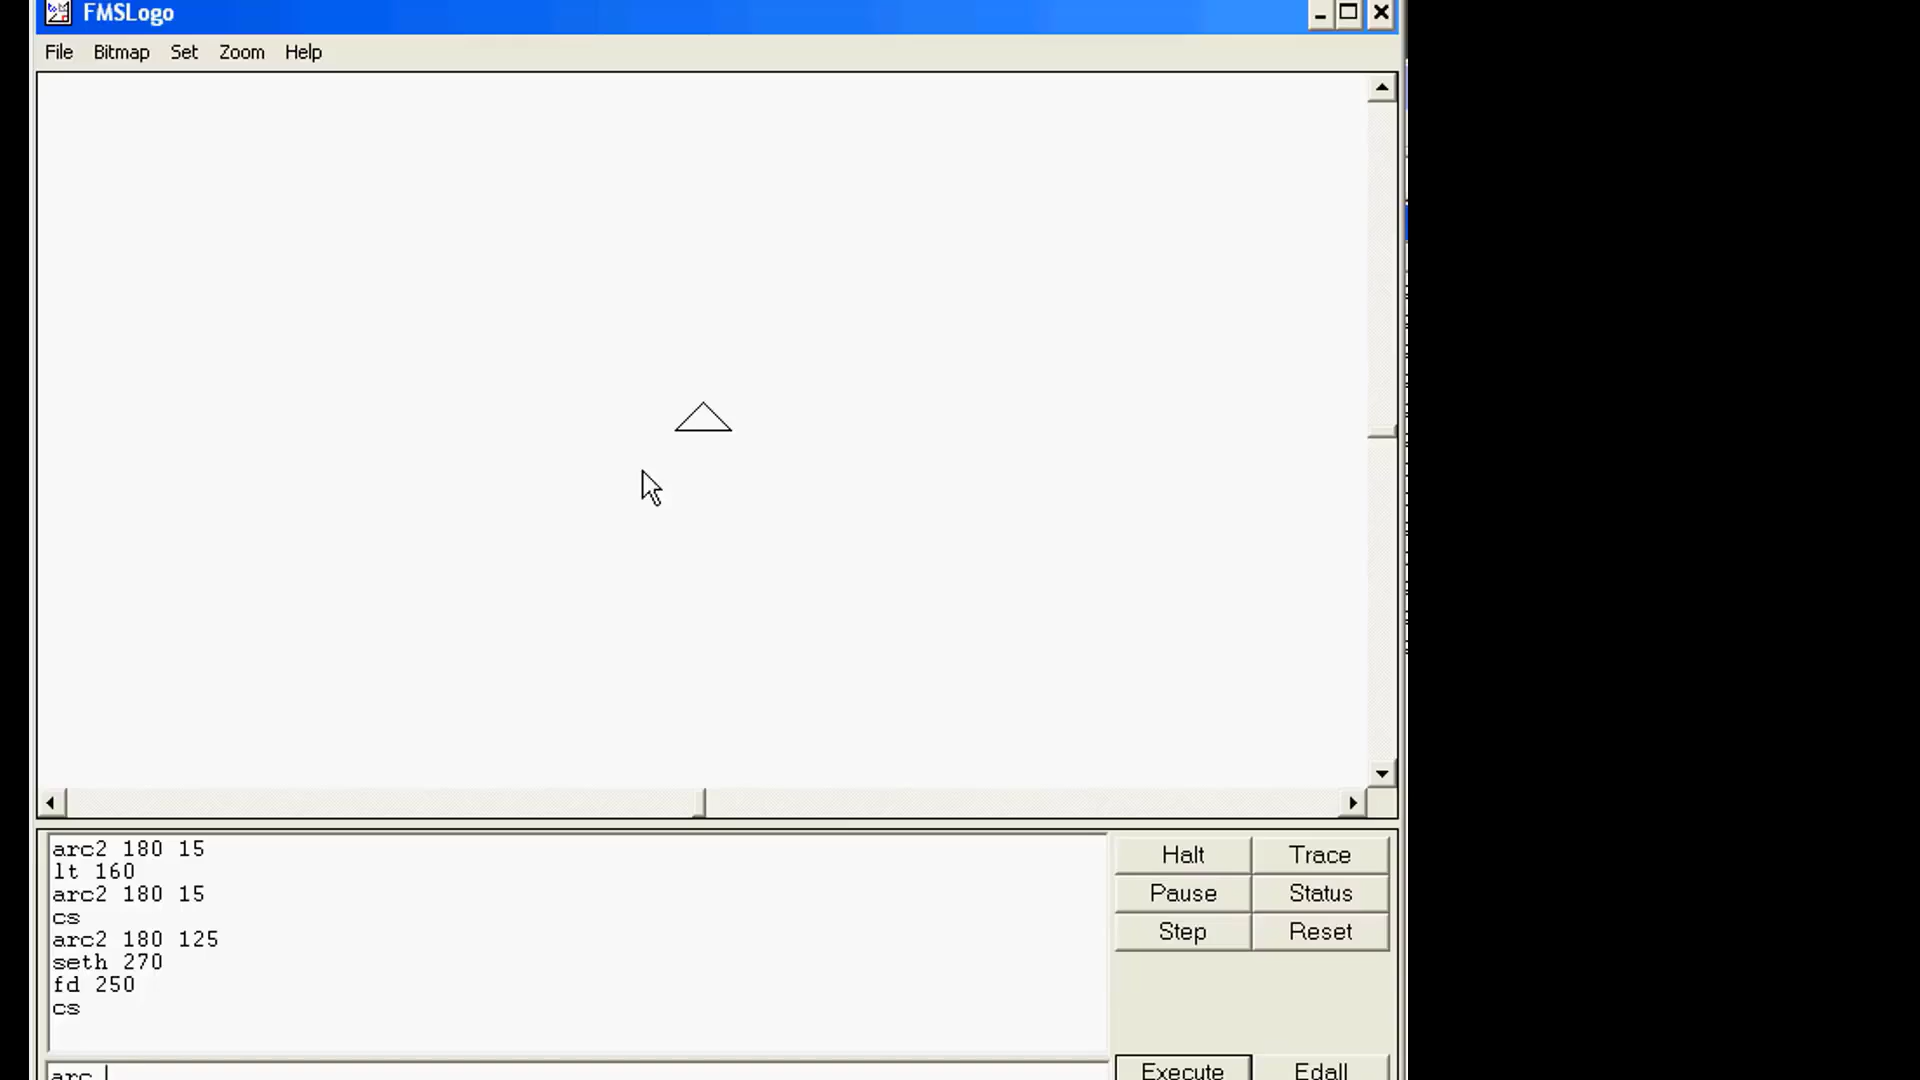 FMSLogo
File Bitmap Set Zoom Help
arc2 180 15
lt 160
arc2 180 15
cs
arc2 180 125
seth 270
fd 250
cs
arc
Halt Trace
Pause Status
Step Reset
Execute Edall